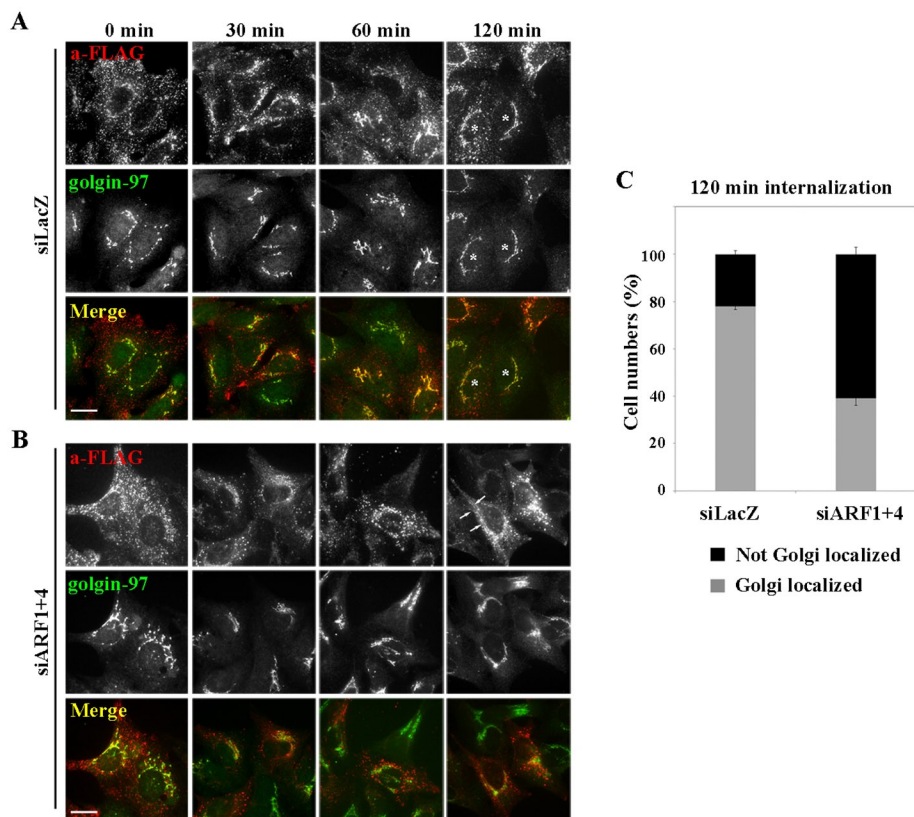 A
0 min 30 min 60 min 120 min
a-FLAG
* *
golgin-97
* *
Merge
* *
siLacZ
B
a-FLAG
golgin-97
Merge
siARF1+4
C
120 min internalization
Cell numbers (%)
100
80
60
40
20
0
siLacZ siARF1+4
Not Golgi localized
Golgi localized